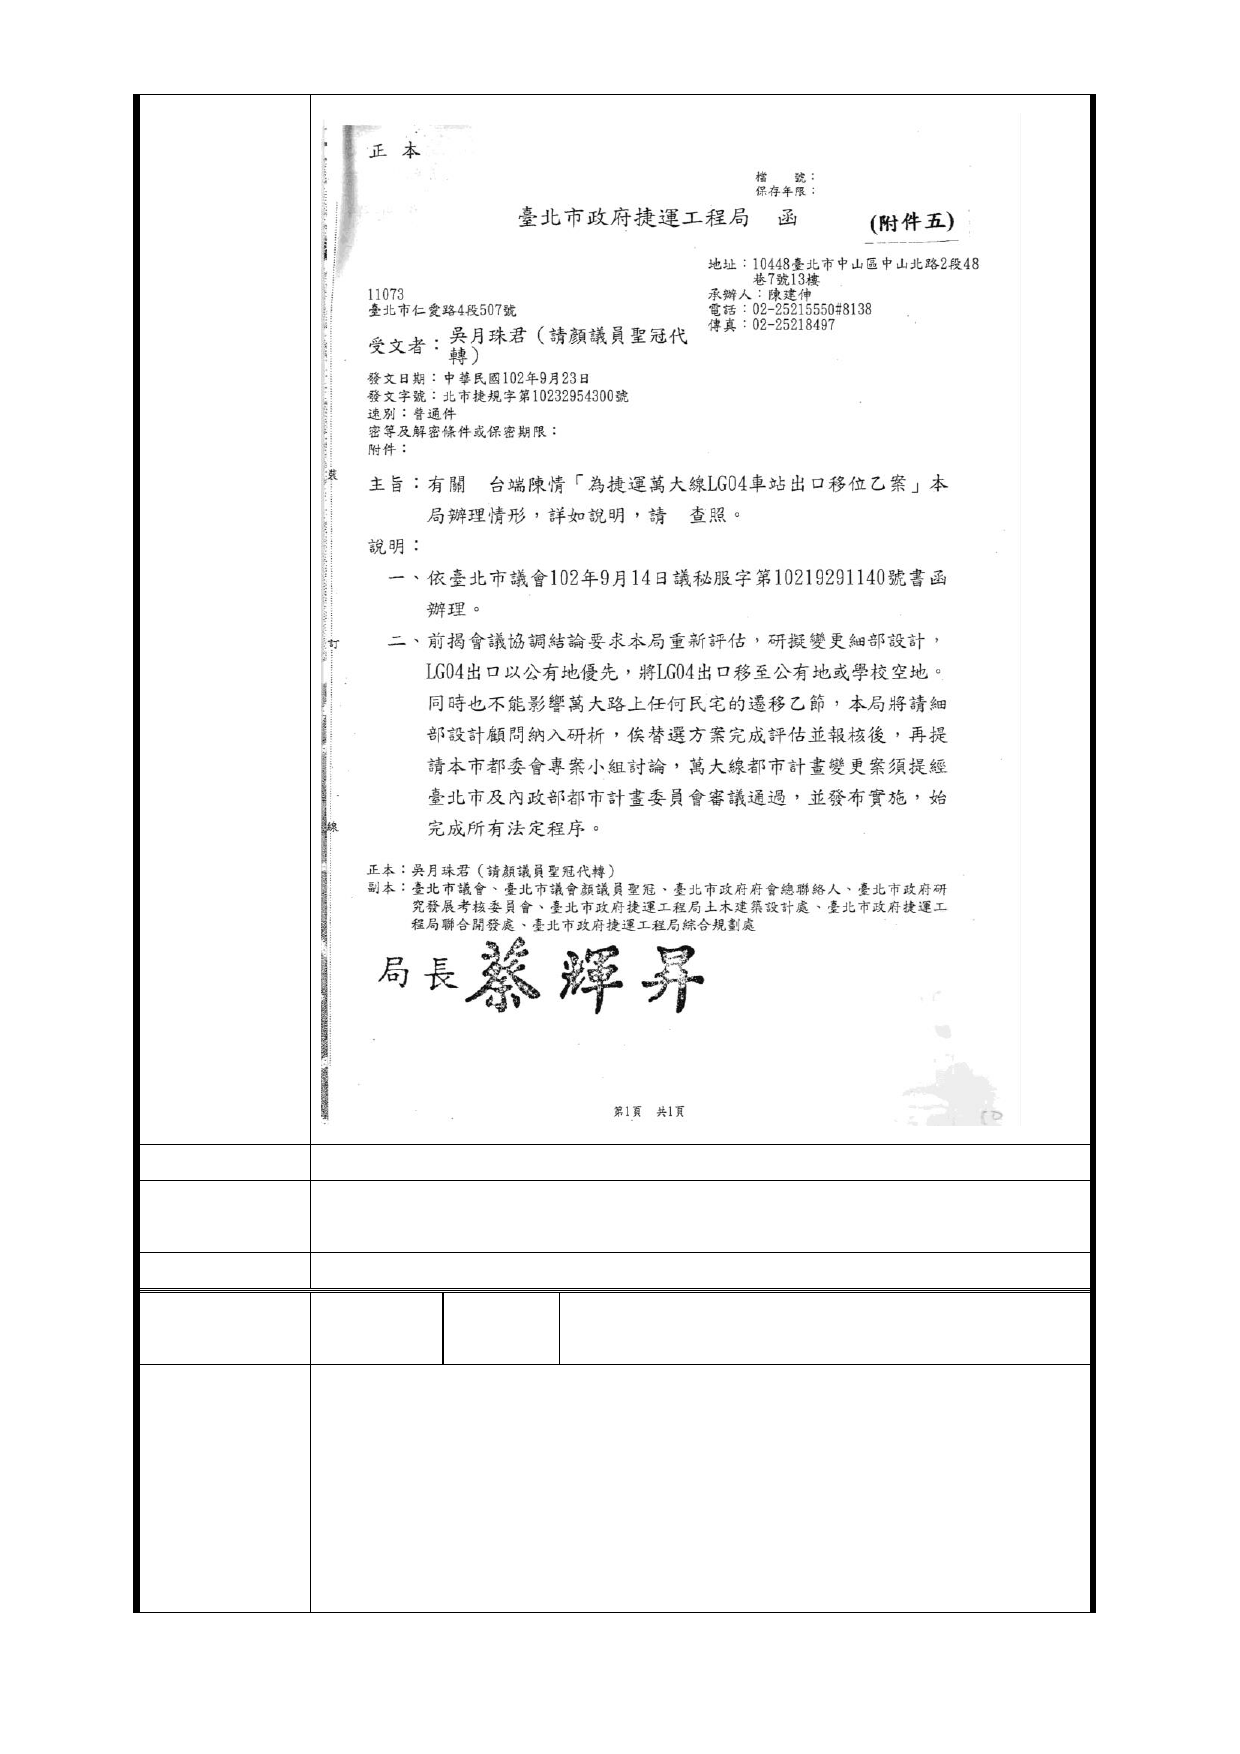 正 本
檔　　號：
保存年限：
臺北市政府捷運工程局　函
(附件五)
地址：10448臺北市中山區中山北路2段48
巷7號13樓
承辦人：陳建伸
電話：02-25215550#8138
傳真：02-25218497
11073
臺北市仁愛路4段507號
受文者：吳月珠君（請顏議員聖冠代
轉）
發文日期：中華民國102年9月23日
發文字號：北市捷規字第10232954300號
速別：普通件
密等及解密條件或保密期限：
附件：
主旨：有關　台端陳情「為捷運萬大線LG04車站出口移位乙案」本
局辦理情形，詳如說明，請　查照。
說明：
一、依臺北市議會102年9月14日議秘服字第10219291140號書函
辦理。
二、前揭會議協調結論要求本局重新評估，研擬變更細部設計，
LG04出口以公有地優先，將LG04出口移至公有地或學校空地。
同時也不能影響萬大路上任何民宅的遷移乙節，本局將請細
部設計顧問納入研析，俟替選方案完成評估並報核後，再提
請本市都委會專案小組討論，萬大線都市計畫變更案須提經
臺北市及內政部都市計畫委員會審議通過，並發布實施，始
完成所有法定程序。
正本：吳月珠君（請顏議員聖冠代轉）
副本：臺北市議會、臺北市議會顏議員聖冠、臺北市政府府會總聯絡人、臺北市政府研
究發展考核委員會、臺北市政府捷運工程局土木建築設計處、臺北市政府捷運工
程局聯合開發處、臺北市政府捷運工程局綜合規劃處
局長 蔡輝昇
裝
訂
線
第1頁　共1頁